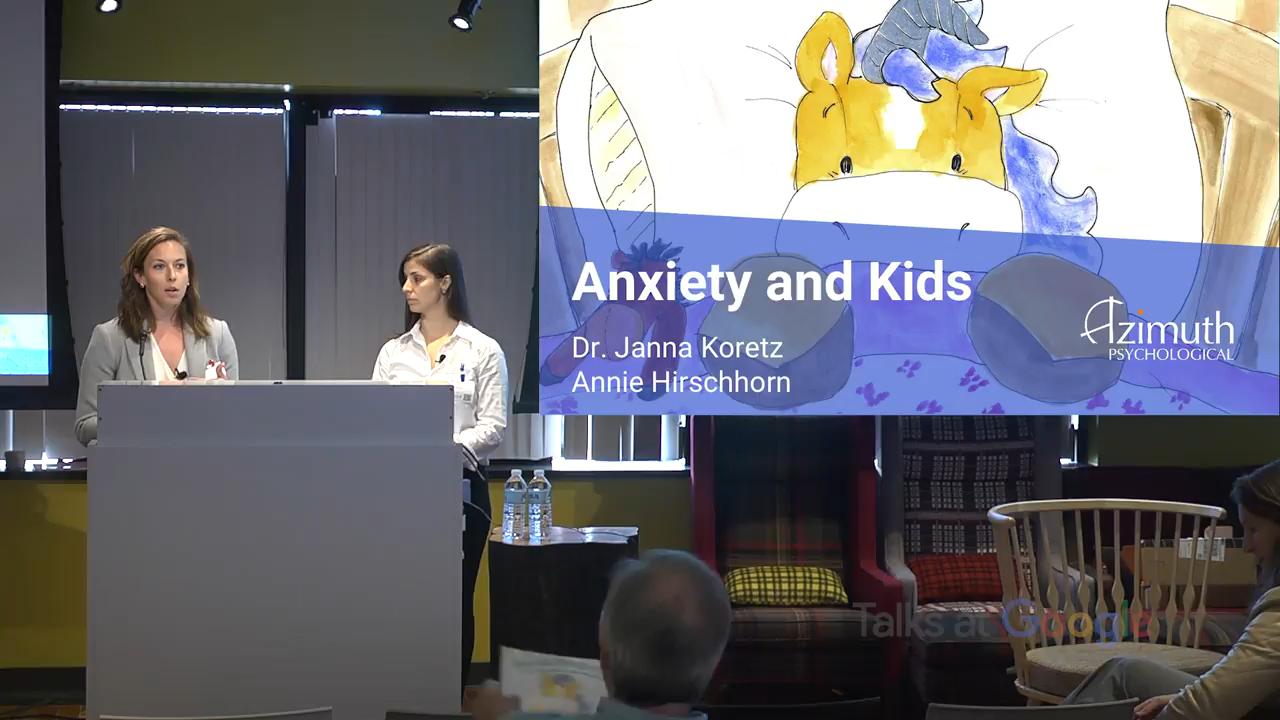 Anxiety and Kids
Dr. Janna Koretz
Annie Hirschhorn
Azimuth
PSYCHOLOGICAL
Talks at Google